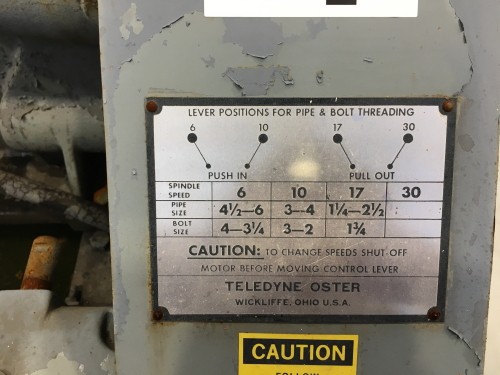 LEVER POSITIONS FOR PIPE & BOLT THREADING
6 10 17 30
PUSH IN PULL OUT
SPINDLE SPEED 6 10 17 30
PIPE SIZE 4½—6 3—4 1¼—2½
BOLT SIZE 4—3¼ 3—2 1¾
CAUTION: TO CHANGE SPEEDS SHUT-OFF
MOTOR BEFORE MOVING CONTROL LEVER
TELEDYNE OSTER
WICKLIFFE, OHIO U.S.A.
CAUTION
FOLLOW